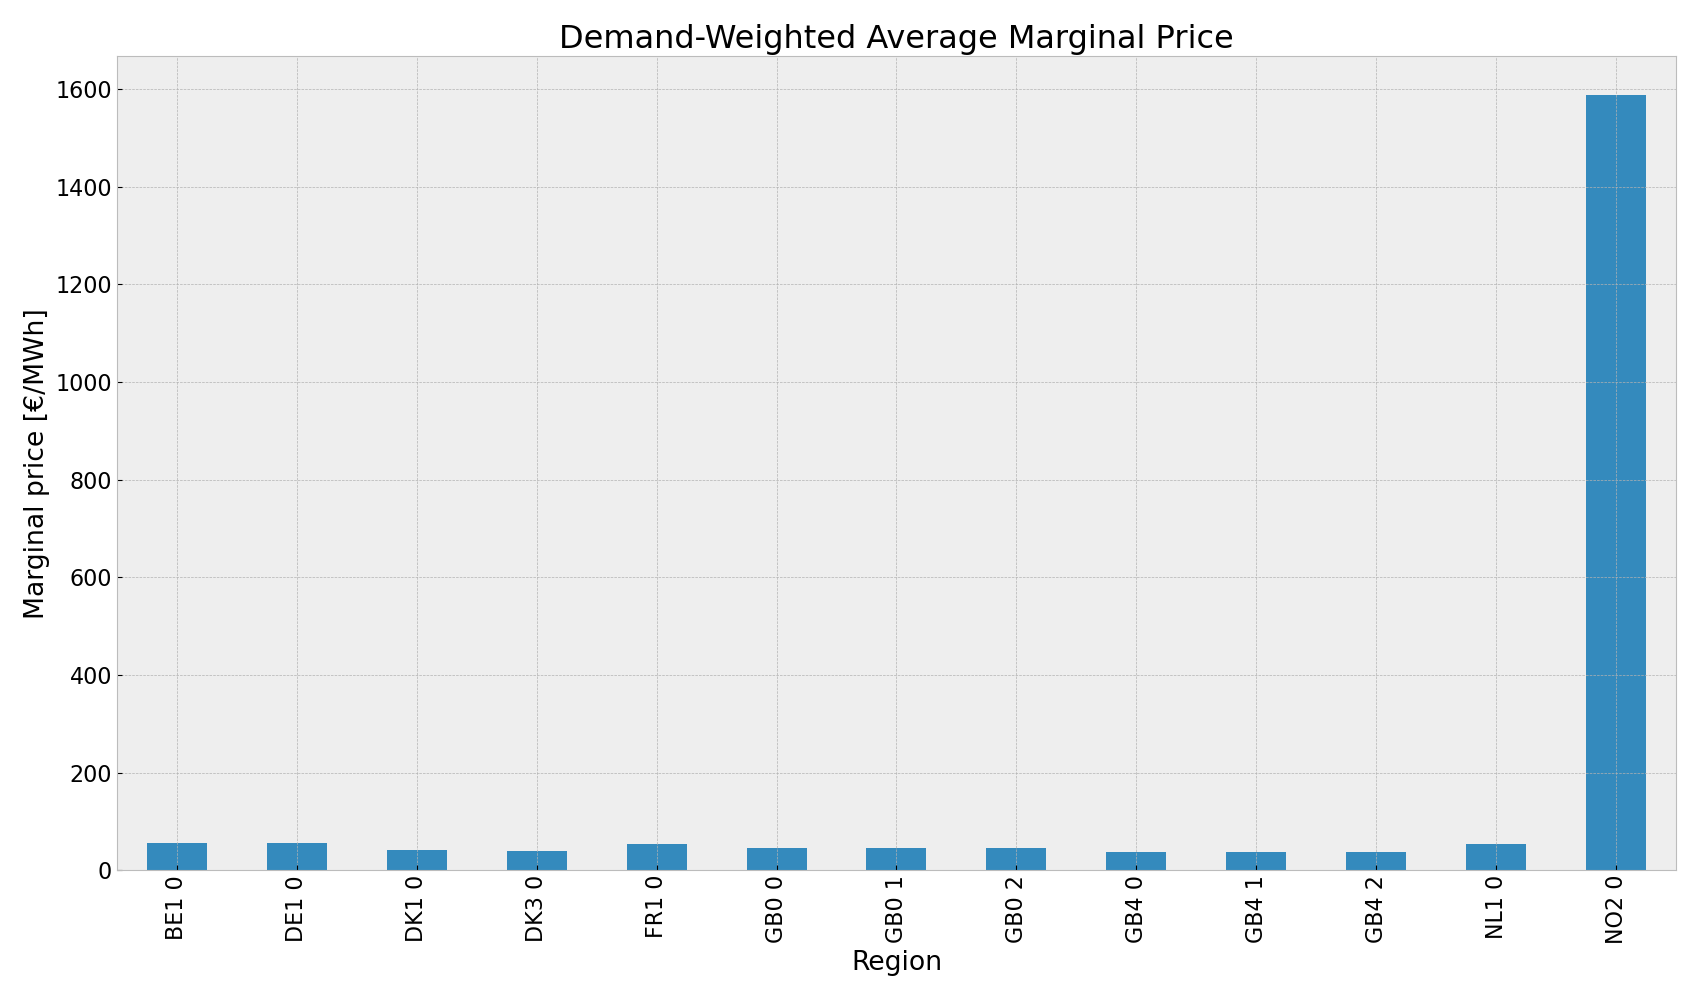 Demand-Weighted Average Marginal Price
Marginal price [€/MWh]
1600
1400
1200
1000
800
600
400
200
0
BE1 0
DE1 0
DK1 0
DK3 0
FR1 0
GB0 0
GB0 1
GB0 2
GB4 0
GB4 1
GB4 2
NL1 0
NO2 0
Region